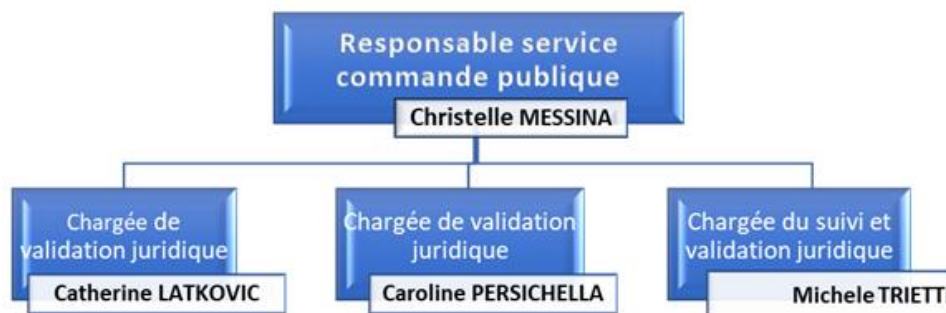 Responsable service
commande publique
Christelle MESSINA
Chargée de
validation juridique
Catherine LATKOVIC
Chargée de validation
juridique
Caroline PERSICHELLA
Chargée du suivi et
validation juridique
Michele TRIETT